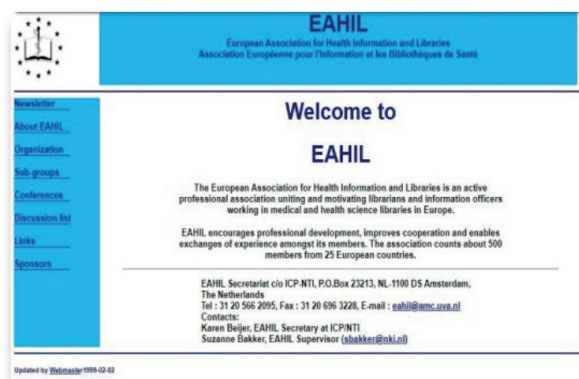 EAHIL
European Association for Health Information and Libraries
Association Européenne pour l'Information et les Bibliothèques de Santé
Newsletter
About EAHIL
Organization
Sub-groups
Conferences
Discussion list
Links
Sponsors
Welcome to
EAHIL
The European Association for Health Information and Libraries is an active
professional association uniting and motivating librarians and information officers
working in medical and health science libraries in Europe.
EAHIL encourages professional development, improves cooperation and enables
exchanges of experience amongst its members. The association counts about 500
members from 25 European countries.
EAHIL Secretariat c/o ICP-NTI, P.O.Box 23213, NL-1100 DS Amsterdam,
The Netherlands
Tel : 31 20 566 2095, Fax : 31 20 696 3228, E-mail : eahil@amc.uva.nl
Contacts:
Karen Beijer, EAHIL Secretary at ICP/NTI
Suzanne Bakker, EAHIL Supervisor (sbakker@nki.nl)
Updated by Webmaster 1999-02-02